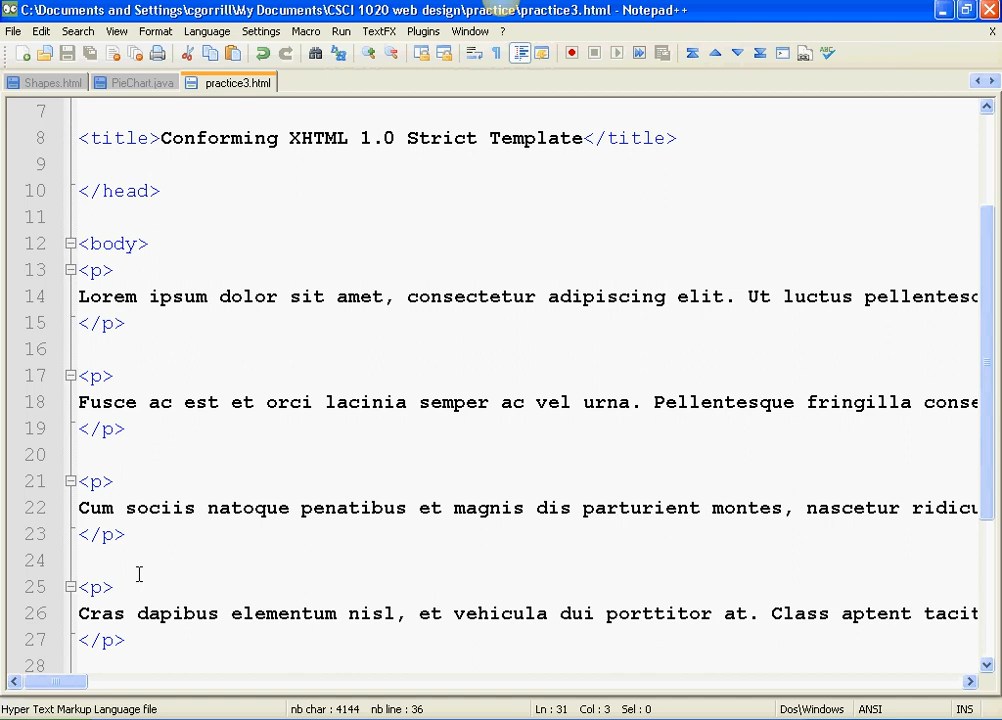 C:\Documents and Settings\cgorrill\My Documents\CSCI 1020 web design\practice\practice3.html - Notepad++
File Edit Search View Format Language Settings Macro Run TextFX Plugins Window ? X
Shapes.html PieChart.java practice3.html
7
8 <title>Conforming XHTML 1.0 Strict Template</title>
9
10 </head>
11
12 <body>
13 <p>
14 Lorem ipsum dolor sit amet, consectetur adipiscing elit. Ut luctus pellentesc
15 </p>
16
17 <p>
18 Fusce ac est et orci lacinia semper ac vel urna. Pellentesque fringilla conse
19 </p>
20
21 <p>
22 Cum sociis natoque penatibus et magnis dis parturient montes, nascetur ridicu
23 </p>
24
25 <p>
26 Cras dapibus elementum nisl, et vehicula dui porttitor at. Class aptent tacit
27 </p>
28
Hyper Text Markup Language file nb char : 4144 nb line : 36 Ln : 31 Col : 3 Sel : 0 Dos\Windows ANSI INS